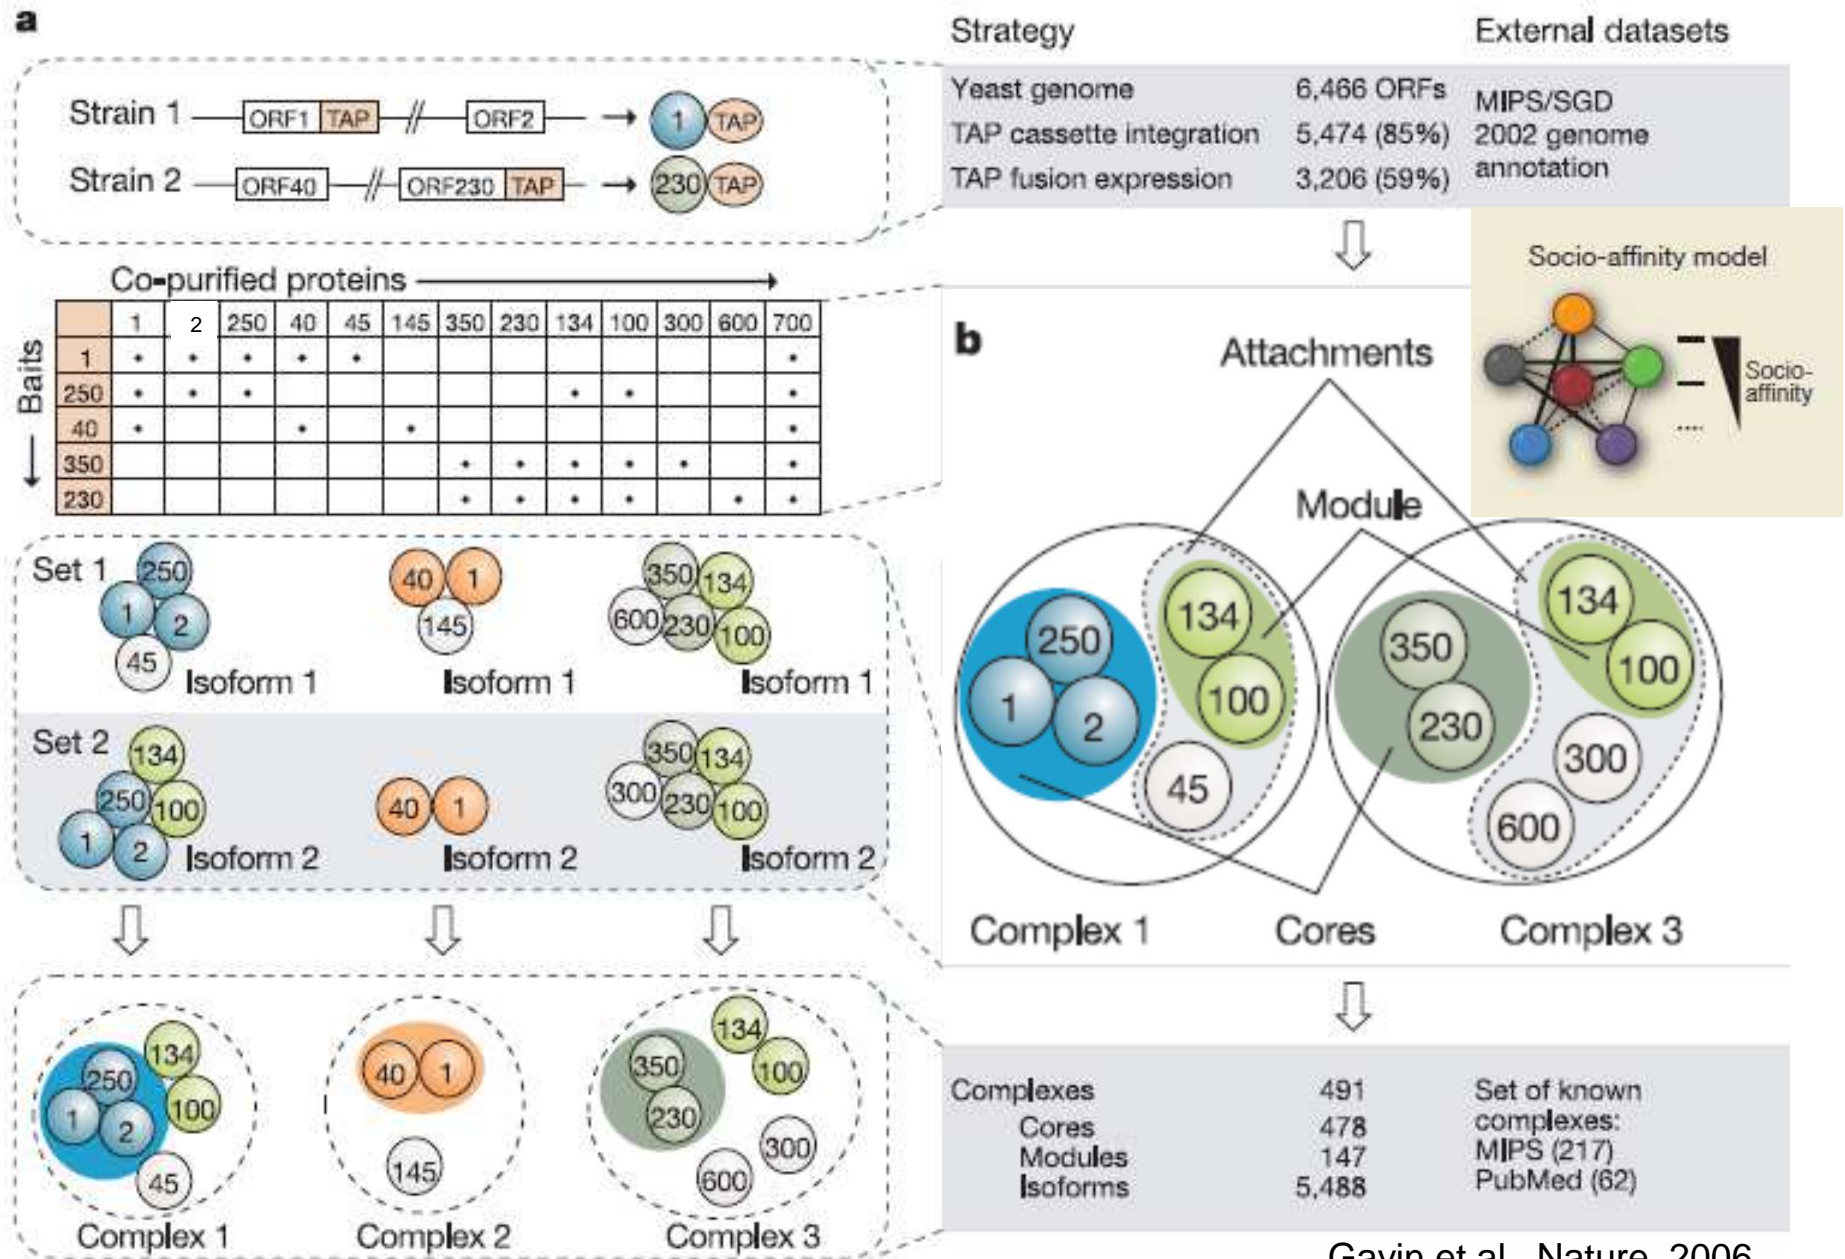 a
Strain 1 ORF1 TAP // ORF2 → 1 TAP
Strain 2 ORF40 // ORF230 TAP → 230 TAP
Co-purified proteins
Baits
1 2 250 40 45 145 350 230 134 100 300 600 700
1 • • • • • •
250 • • • • • •
40 • • • •
350 • • • • • •
230 • • • • • •
Set 1
250
1 2
45
Isoform 1
40 1
145
Isoform 1
350 134
600 230 100
Isoform 1
Set 2
134
250 100
1 2
Isoform 2
40 1
Isoform 2
350 134
300 230 100
Isoform 2
134
250
100
1 2
45
Complex 1
40 1
145
Complex 2
134
350 100
230
300
600
Complex 3
Strategy External datasets
Yeast genome 6,466 ORFs
TAP cassette integration 5,474 (85%)
TAP fusion expression 3,206 (59%)
MIPS/SGD
2002 genome
annotation
Socio-affinity model
Socio-
affinity
b
Attachments
Module
250
1 2
134
100
45
350
230
134
100
300
600
Complex 1 Cores Complex 3
Complexes 491
Cores 478
Modules 147
Isoforms 5,488
Set of known
complexes:
MIPS (217)
PubMed (62)
Gavin et al., Nature, 2006